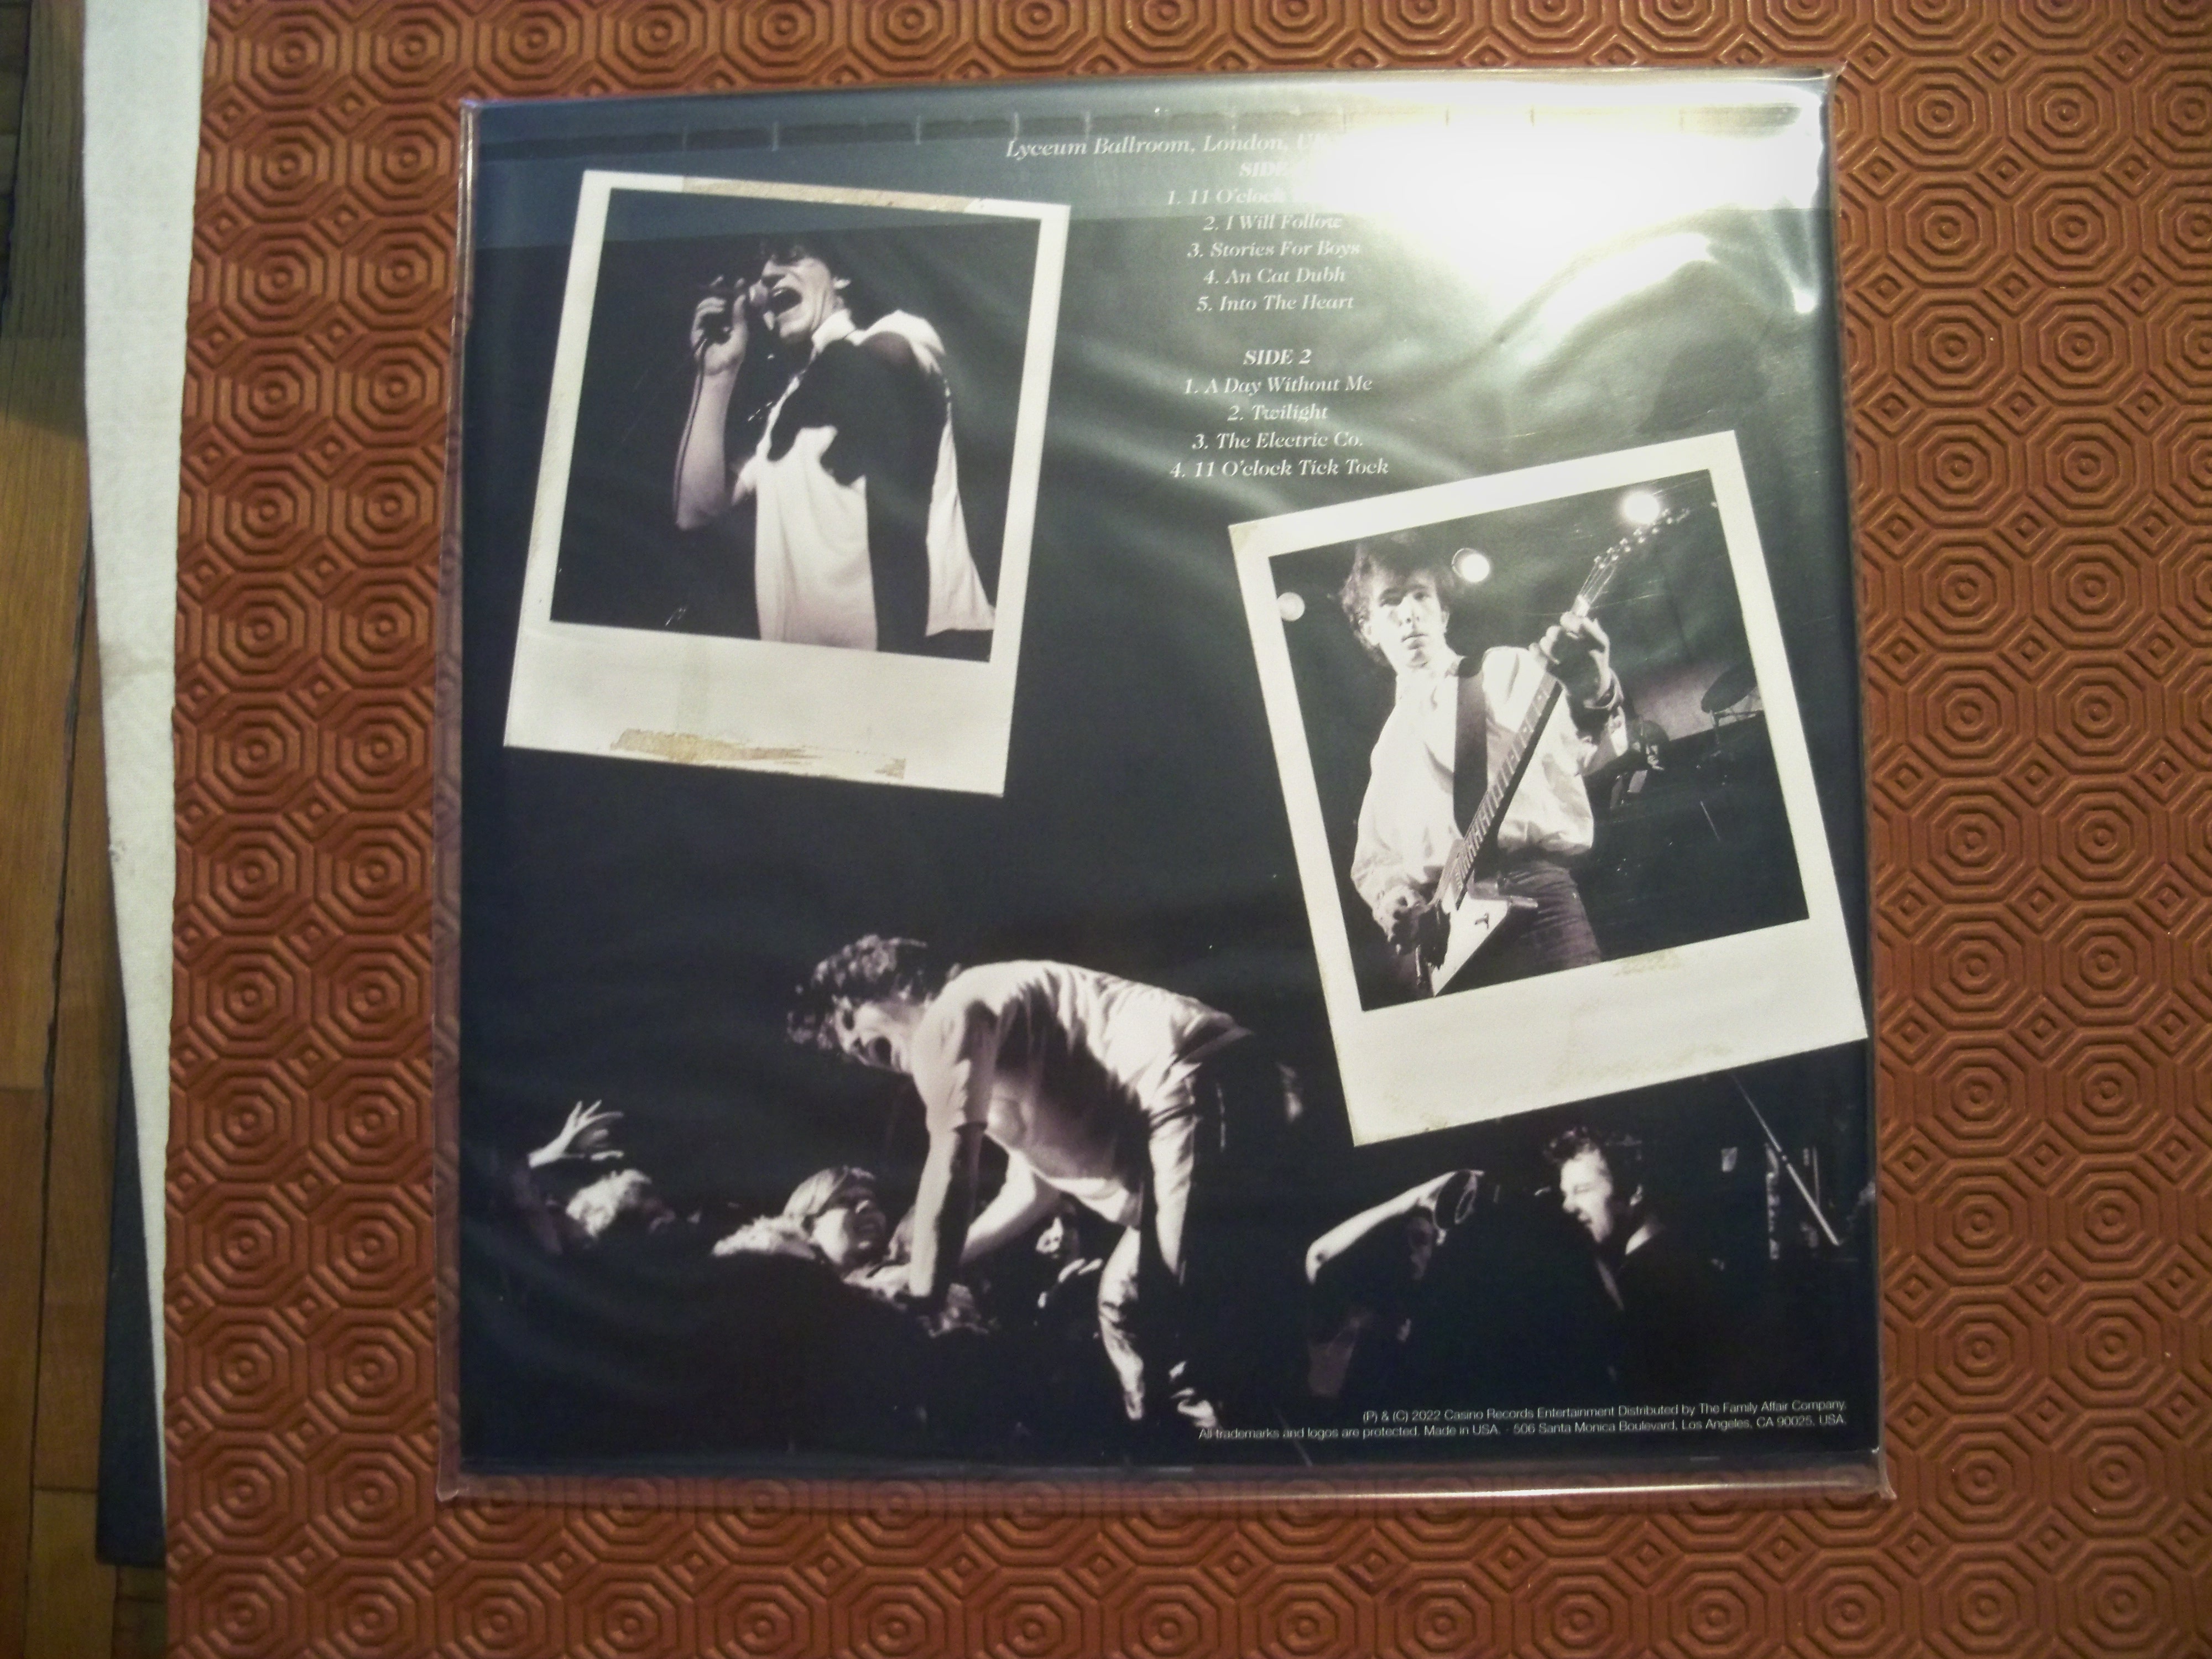 Lyceum Ballroom, London,
SIDE
1. 11 O'clock
2. I Will Follow
3. Stories For Boys
4. An Cat Dubh
5. Into The Heart
SIDE 2
1. A Day Without Me
2. Twilight
3. The Electric Co.
4. 11 O'clock Tick Tock
(P) & (C) 2022 Casino Records Entertainment Distributed by The Family Affair Company.
All trademarks and logos are protected. Made in USA. · 506 Santa Monica Boulevard, Los Angeles, CA 90025, USA.